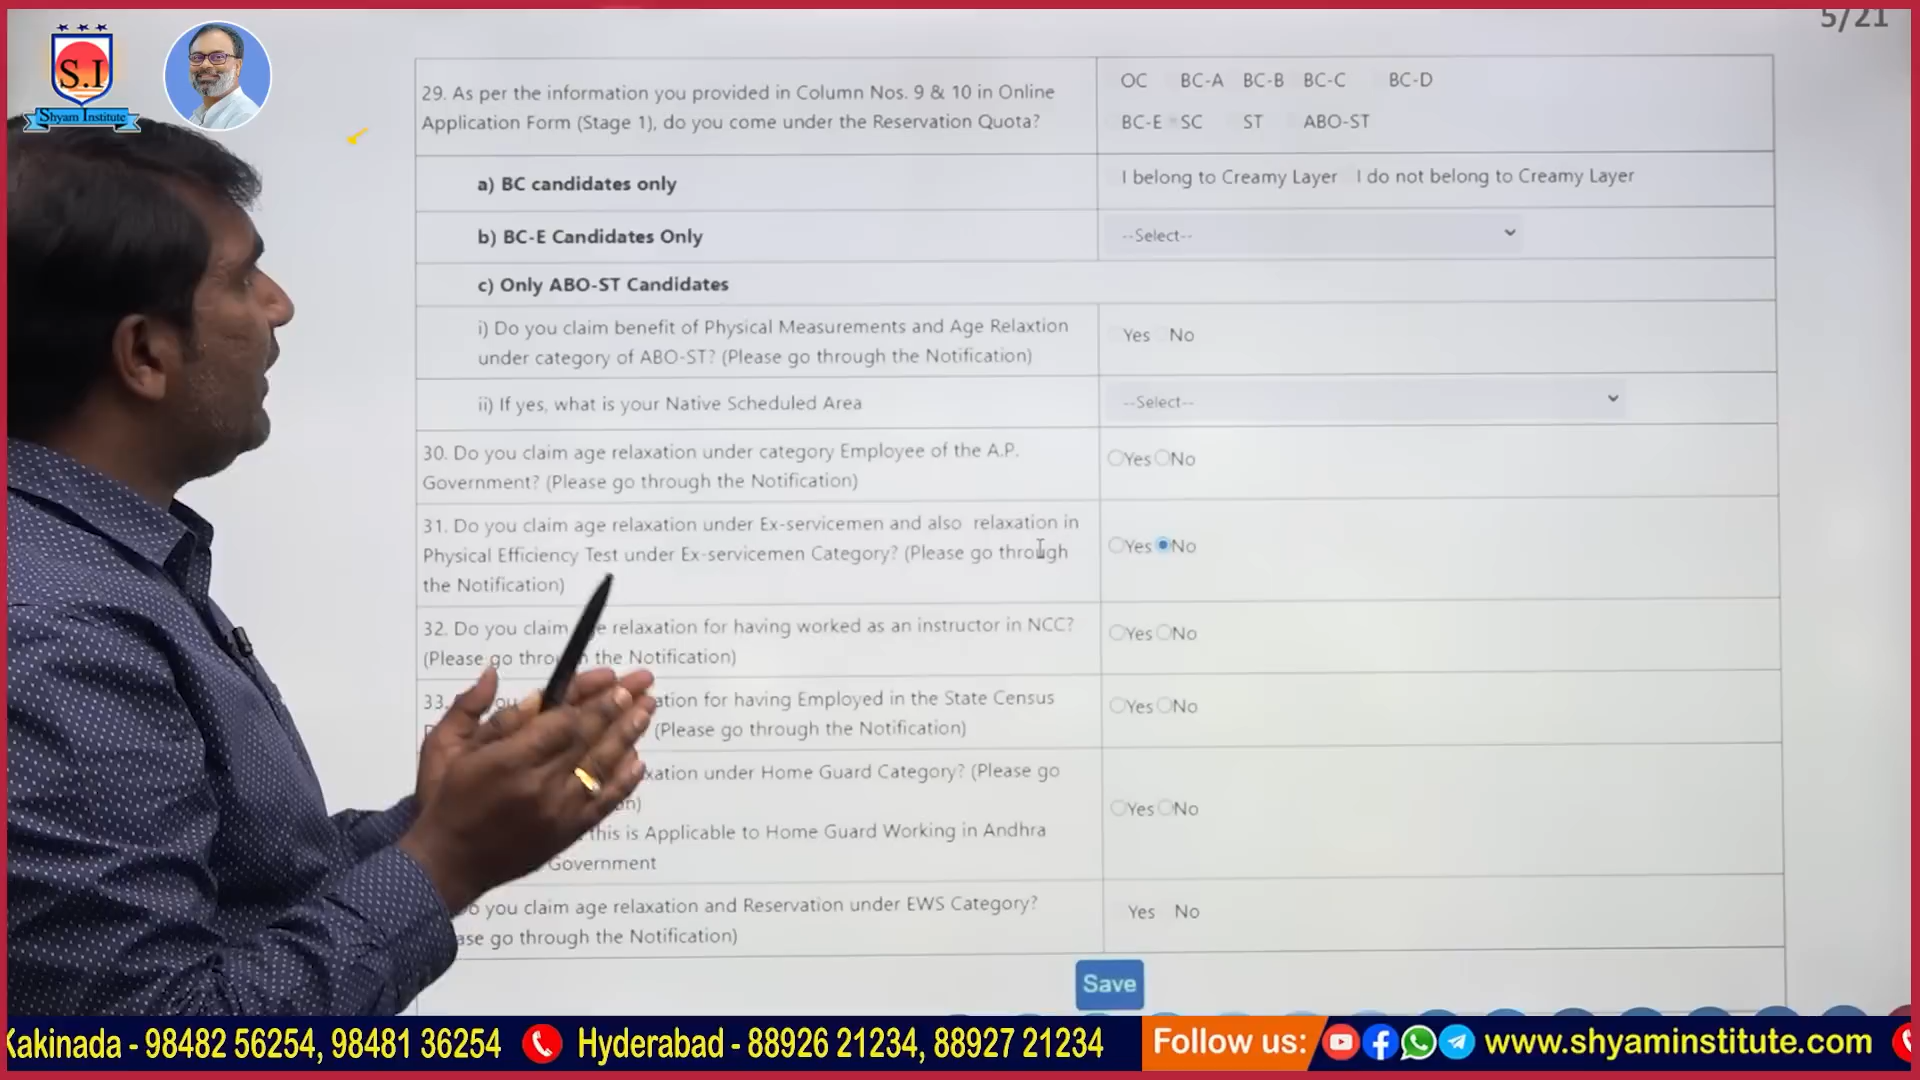 5/21
S.I
Shyam Institute
29. As per the information you provided in Column Nos. 9 & 10 in Online
Application Form (Stage 1), do you come under the Reservation Quota?
OC BC-A BC-B BC-C BC-D
BC-E SC ST ABO-ST
a) BC candidates only
I belong to Creamy Layer I do not belong to Creamy Layer
b) BC-E Candidates Only
--Select--
c) Only ABO-ST Candidates
i) Do you claim benefit of Physical Measurements and Age Relaxtion
under category of ABO-ST? (Please go through the Notification)
Yes No
ii) If yes, what is your Native Scheduled Area
--Select--
30. Do you claim age relaxation under category Employee of the A.P.
Government? (Please go through the Notification)
Yes No
31. Do you claim age relaxation under Ex-servicemen and also relaxation in
Physical Efficiency Test under Ex-servicemen Category? (Please go through
the Notification)
Yes No
32. Do you claim age relaxation for having worked as an instructor in NCC?
(Please go through the Notification)
Yes No
33. for having Employed in the State Census
(Please go through the Notification)
Yes No
under Home Guard Category? (Please go
this is Applicable to Home Guard Working in Andhra
Government
Yes No
you claim age relaxation and Reservation under EWS Category?
go through the Notification)
Yes No
Save
Kakinada - 98482 56254, 98481 36254 Hyderabad - 88926 21234, 88927 21234 Follow us: www.shyaminstitute.com